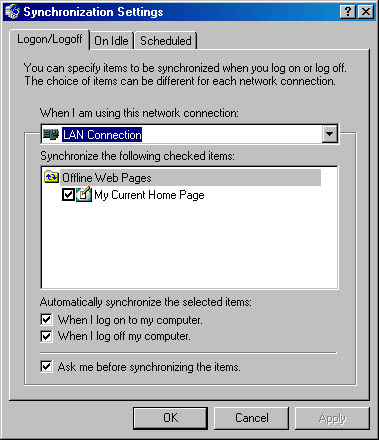 Synchronization Settings
Logon/Logoff
On Idle
Scheduled
You can specify items to be synchronized when you log on or log off.
The choice of items can be different for each network connection.
When I am using this network connection:
LAN Connection
Synchronize the following checked items:
Offline Web Pages
My Current Home Page
Automatically synchronize the selected items:
When I log on to my computer.
When I log off my computer.
Ask me before synchronizing the items.
OK
Cancel
Apply